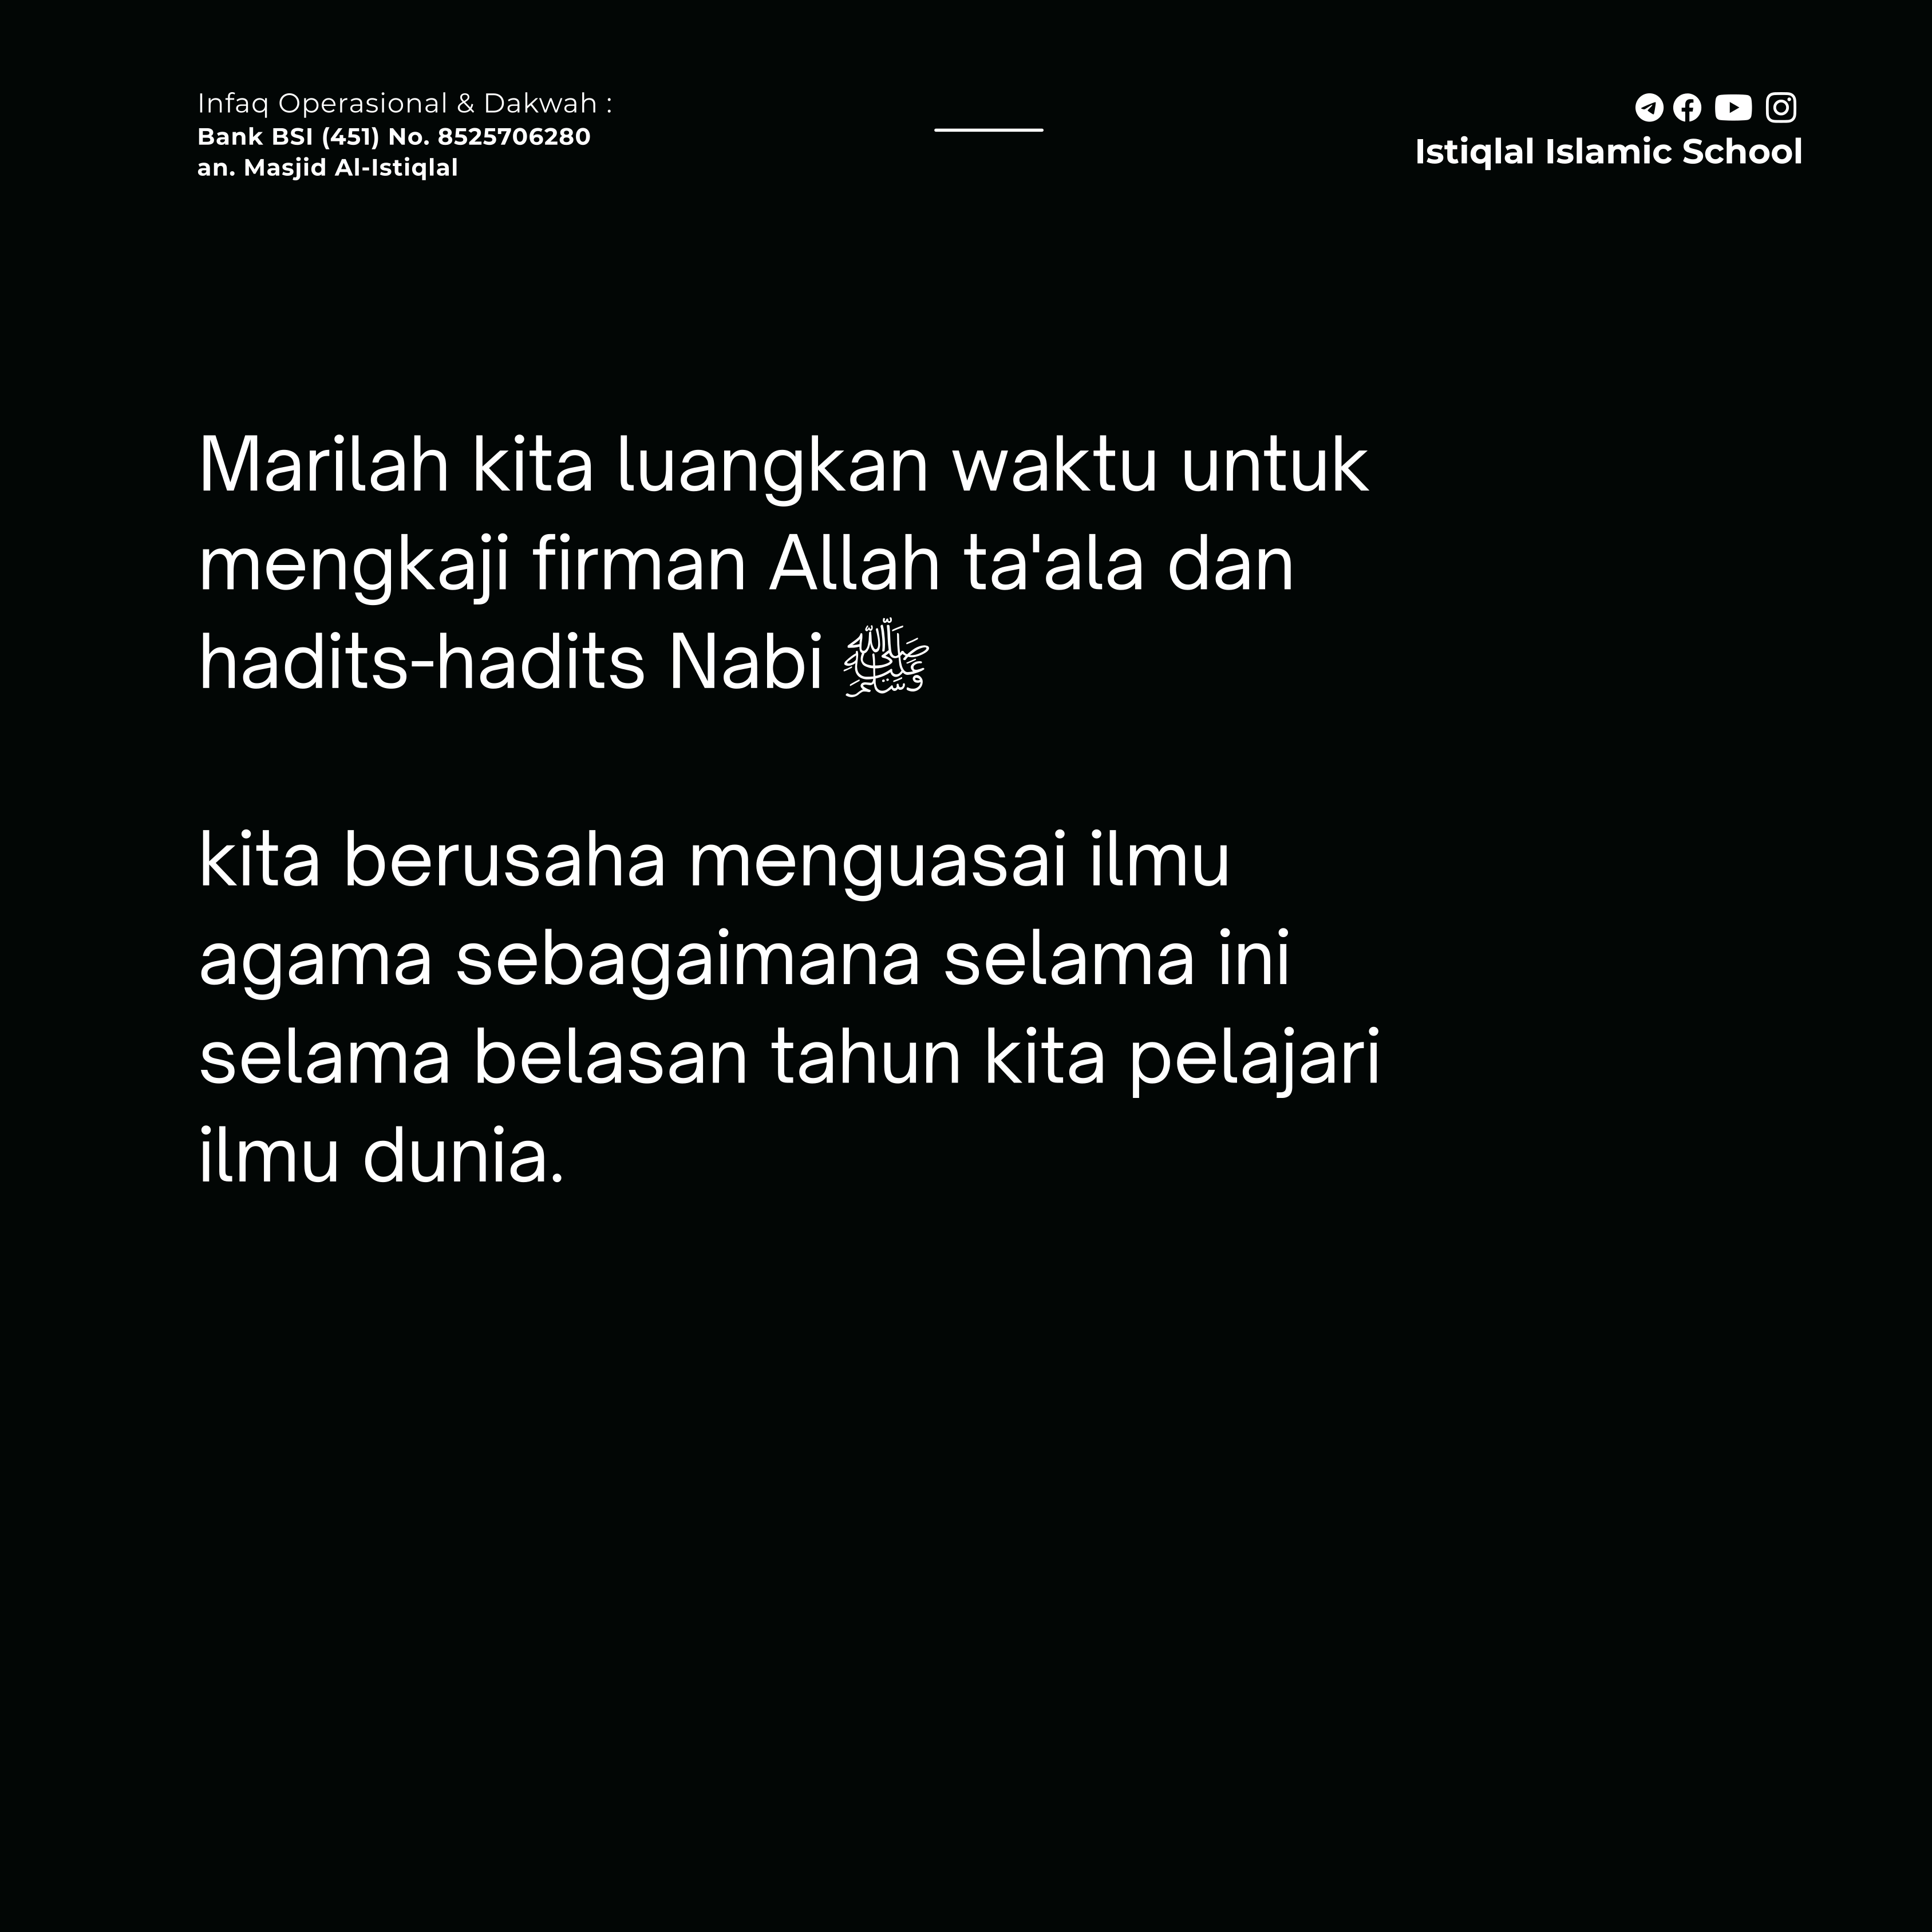 Infaq Operasional & Dakwah :
Bank BSI (451) No. 8525706280
an. Masjid Al-Istiqlal
Istiqlal Islamic School
Marilah kita luangkan waktu untuk
mengkaji firman Allah ta'ala dan
hadits-hadits Nabi ﷺ
kita berusaha menguasai ilmu
agama sebagaimana selama ini
selama belasan tahun kita pelajari
ilmu dunia.